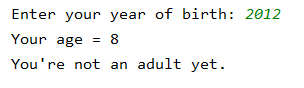 Enter your year of birth: 2012
Your age = 8
You're not an adult yet.